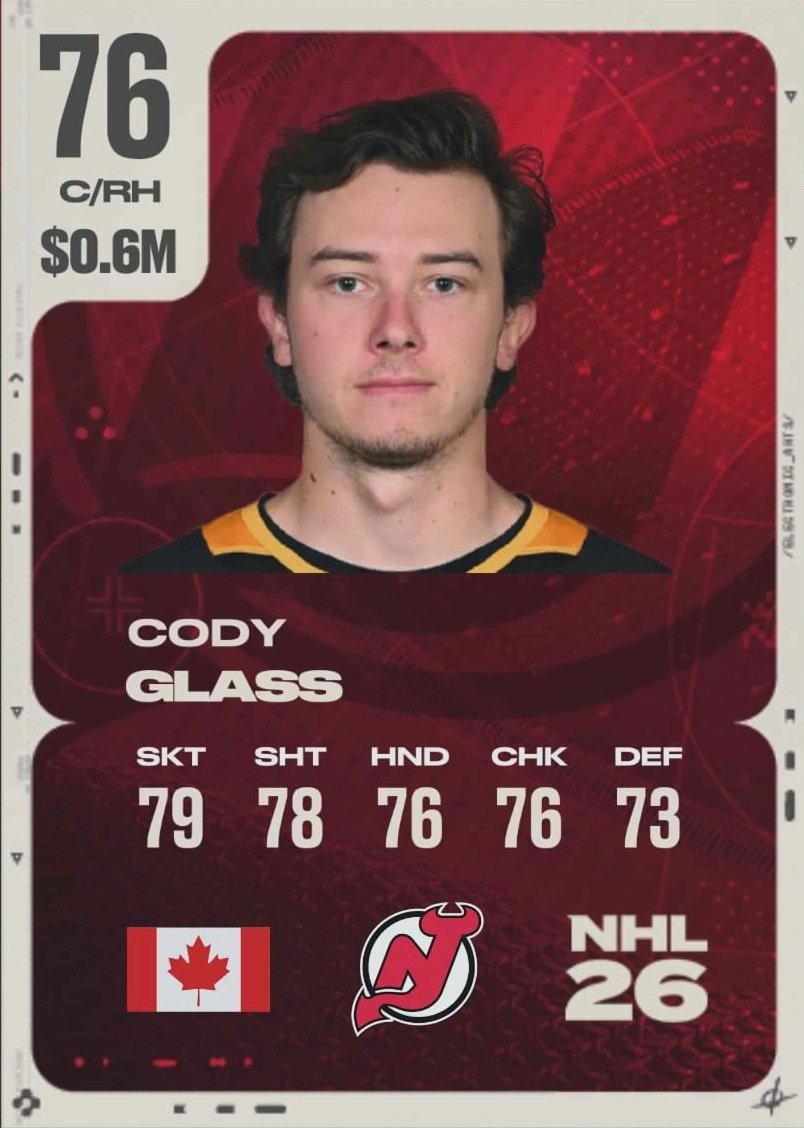 76
C/RH
$0.6M
CODY
GLASS
SKT SHT HND CHK DEF
79 78 76 76 73
NHL
26